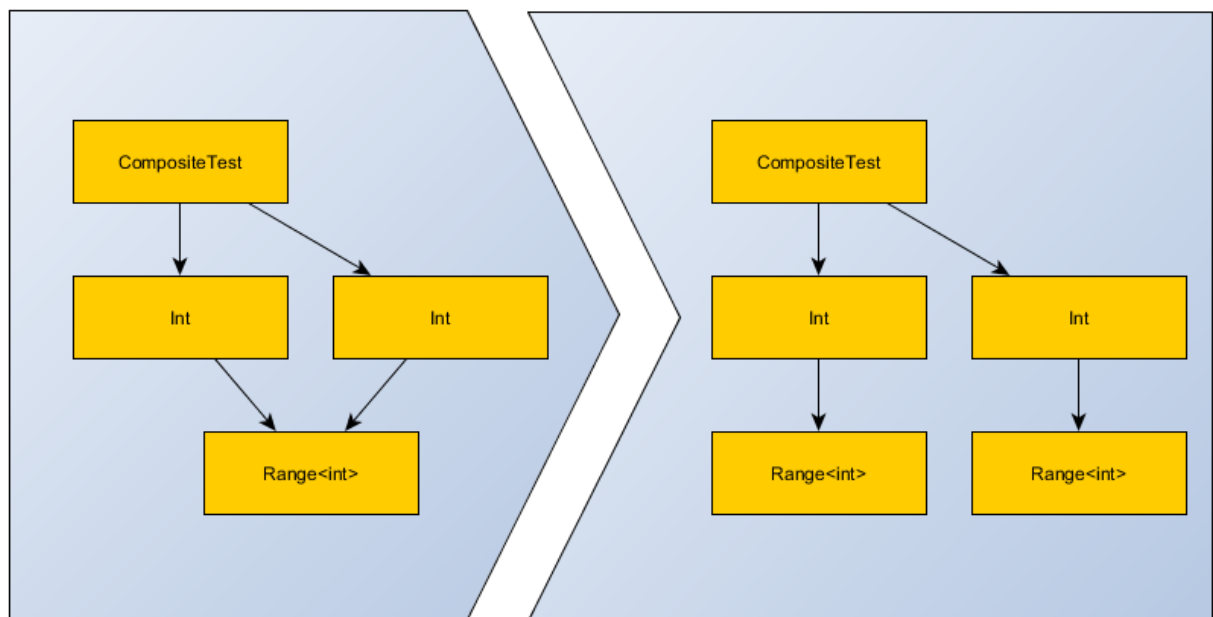 CompositeTest
Int
Int
Range<int>
CompositeTest
Int
Int
Range<int>
Range<int>